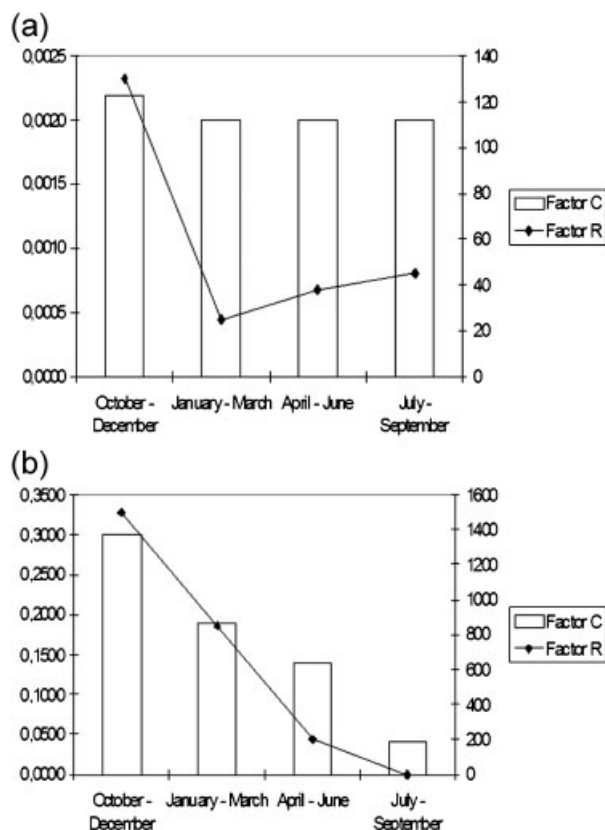 (a)
0,0025
0,0020
0,0015
0,0010
0,0005
0,0000
140
120
100
80
60
40
20
0
Factor C
Factor R
October - December
January - March
April - June
July - September
(b)
0,3500
0,3000
0,2500
0,2000
0,1500
0,1000
0,0500
0,0000
1600
1400
1200
1000
800
600
400
200
0
Factor C
Factor R
October - December
January - March
April - June
July - September